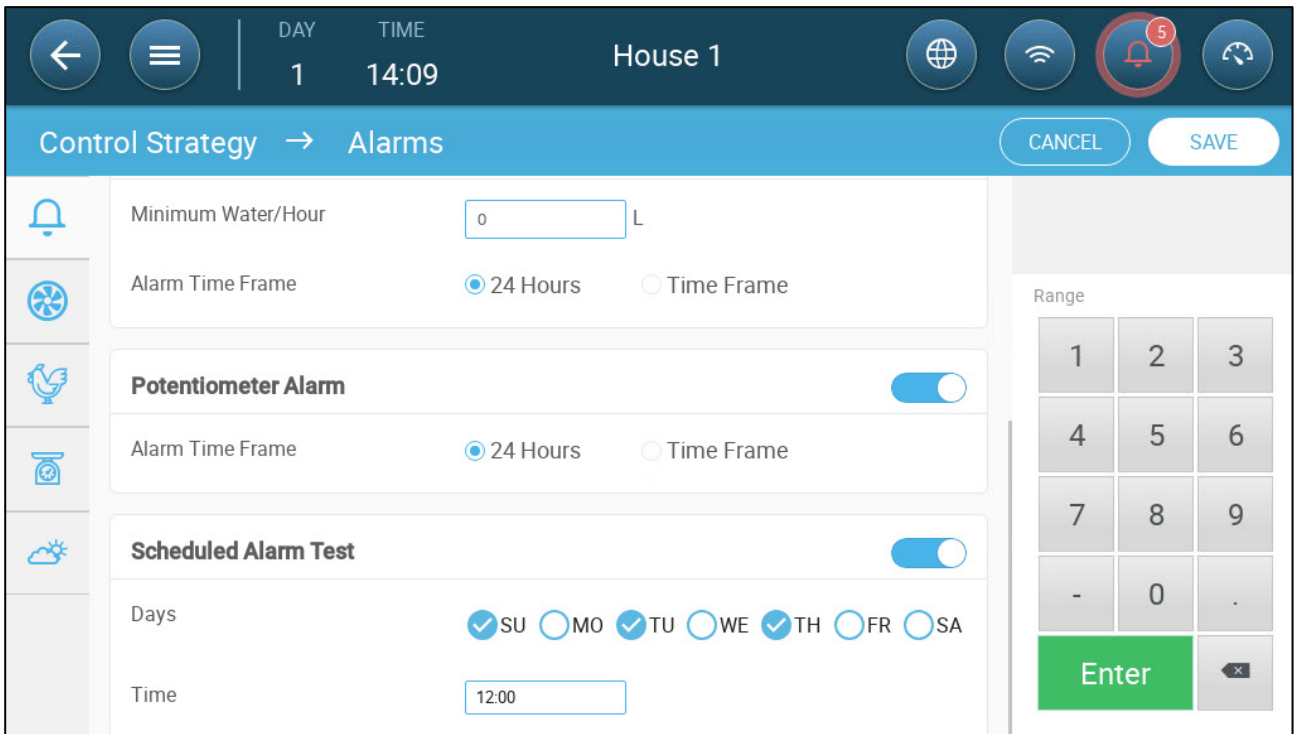 DAY TIME
1 14:09
House 1
5
Control Strategy → Alarms
CANCEL
SAVE
Minimum Water/Hour 0 L
Alarm Time Frame 24 Hours Time Frame
Potentiometer Alarm
Alarm Time Frame 24 Hours Time Frame
Scheduled Alarm Test
Days SU MO TU WE TH FR SA
Time 12:00
Range
1 2 3
4 5 6
7 8 9
- 0 .
Enter